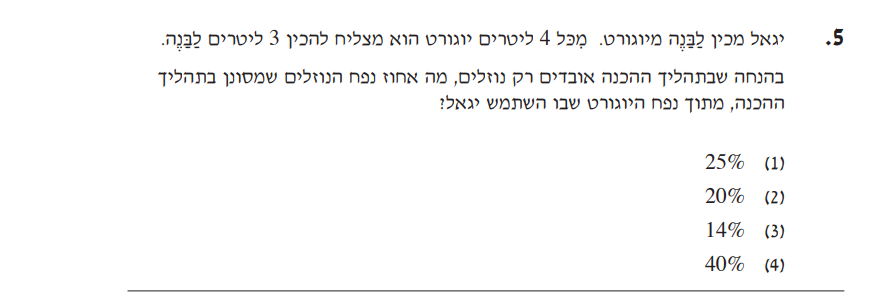 5. יגאל מכין לַבַּנֶה מיוגורט. מִכּל 4 ליטרים יוגורט הוא מצליח להכין 3 ליטרים לַבַּנֶה.
בהנחה שבתהליך ההכנה אובדים רק נוזלים, מה אחוז נפח הנוזלים שמסונן בתהליך
ההכנה, מתוך נפח היוגורט שבו השתמש יגאל?
(1) 25%
(2) 20%
(3) 14%
(4) 40%